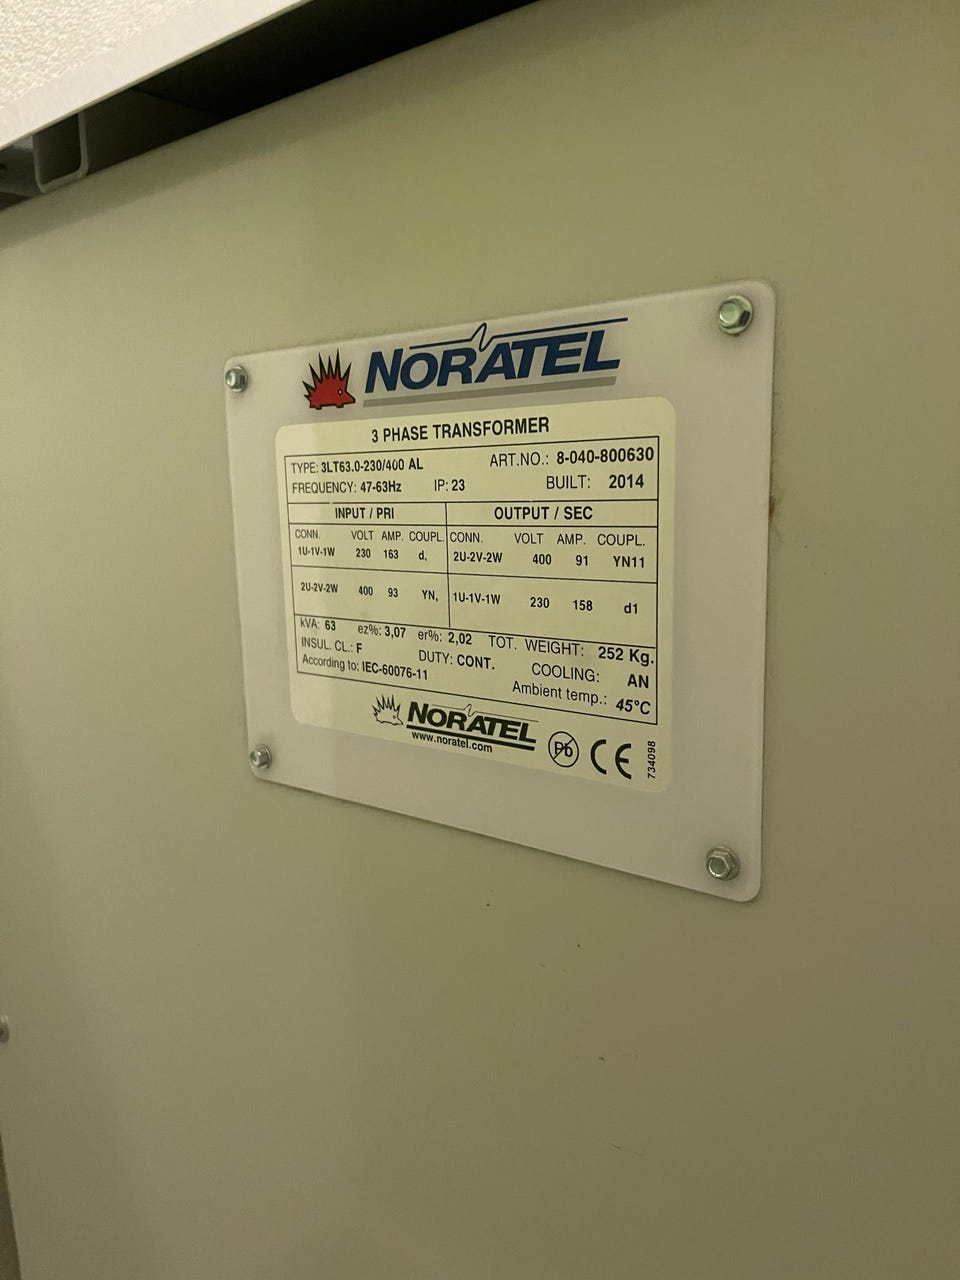 NORATEL
3 PHASE TRANSFORMER
TYPE: 3LT63.0-230/400 AL ART.NO.: 8-040-800630
FREQUENCY: 47-63Hz IP: 23 BUILT: 2014
INPUT / PRI OUTPUT / SEC
CONN. VOLT AMP. COUPL. CONN. VOLT AMP. COUPL.
1U-1V-1W 230 163 d, 2U-2V-2W 400 91 YN11
2U-2V-2W 400 93 YN, 1U-1V-1W 230 158 d1
kVA: 63 ez%: 3,07 er%: 2,02 TOT. WEIGHT: 252 Kg.
INSUL. CL.: F DUTY: CONT. COOLING: AN
According to: IEC-60076-11 Ambient temp.: 45°C
NORATEL
www.noratel.com
Pb CE 734098